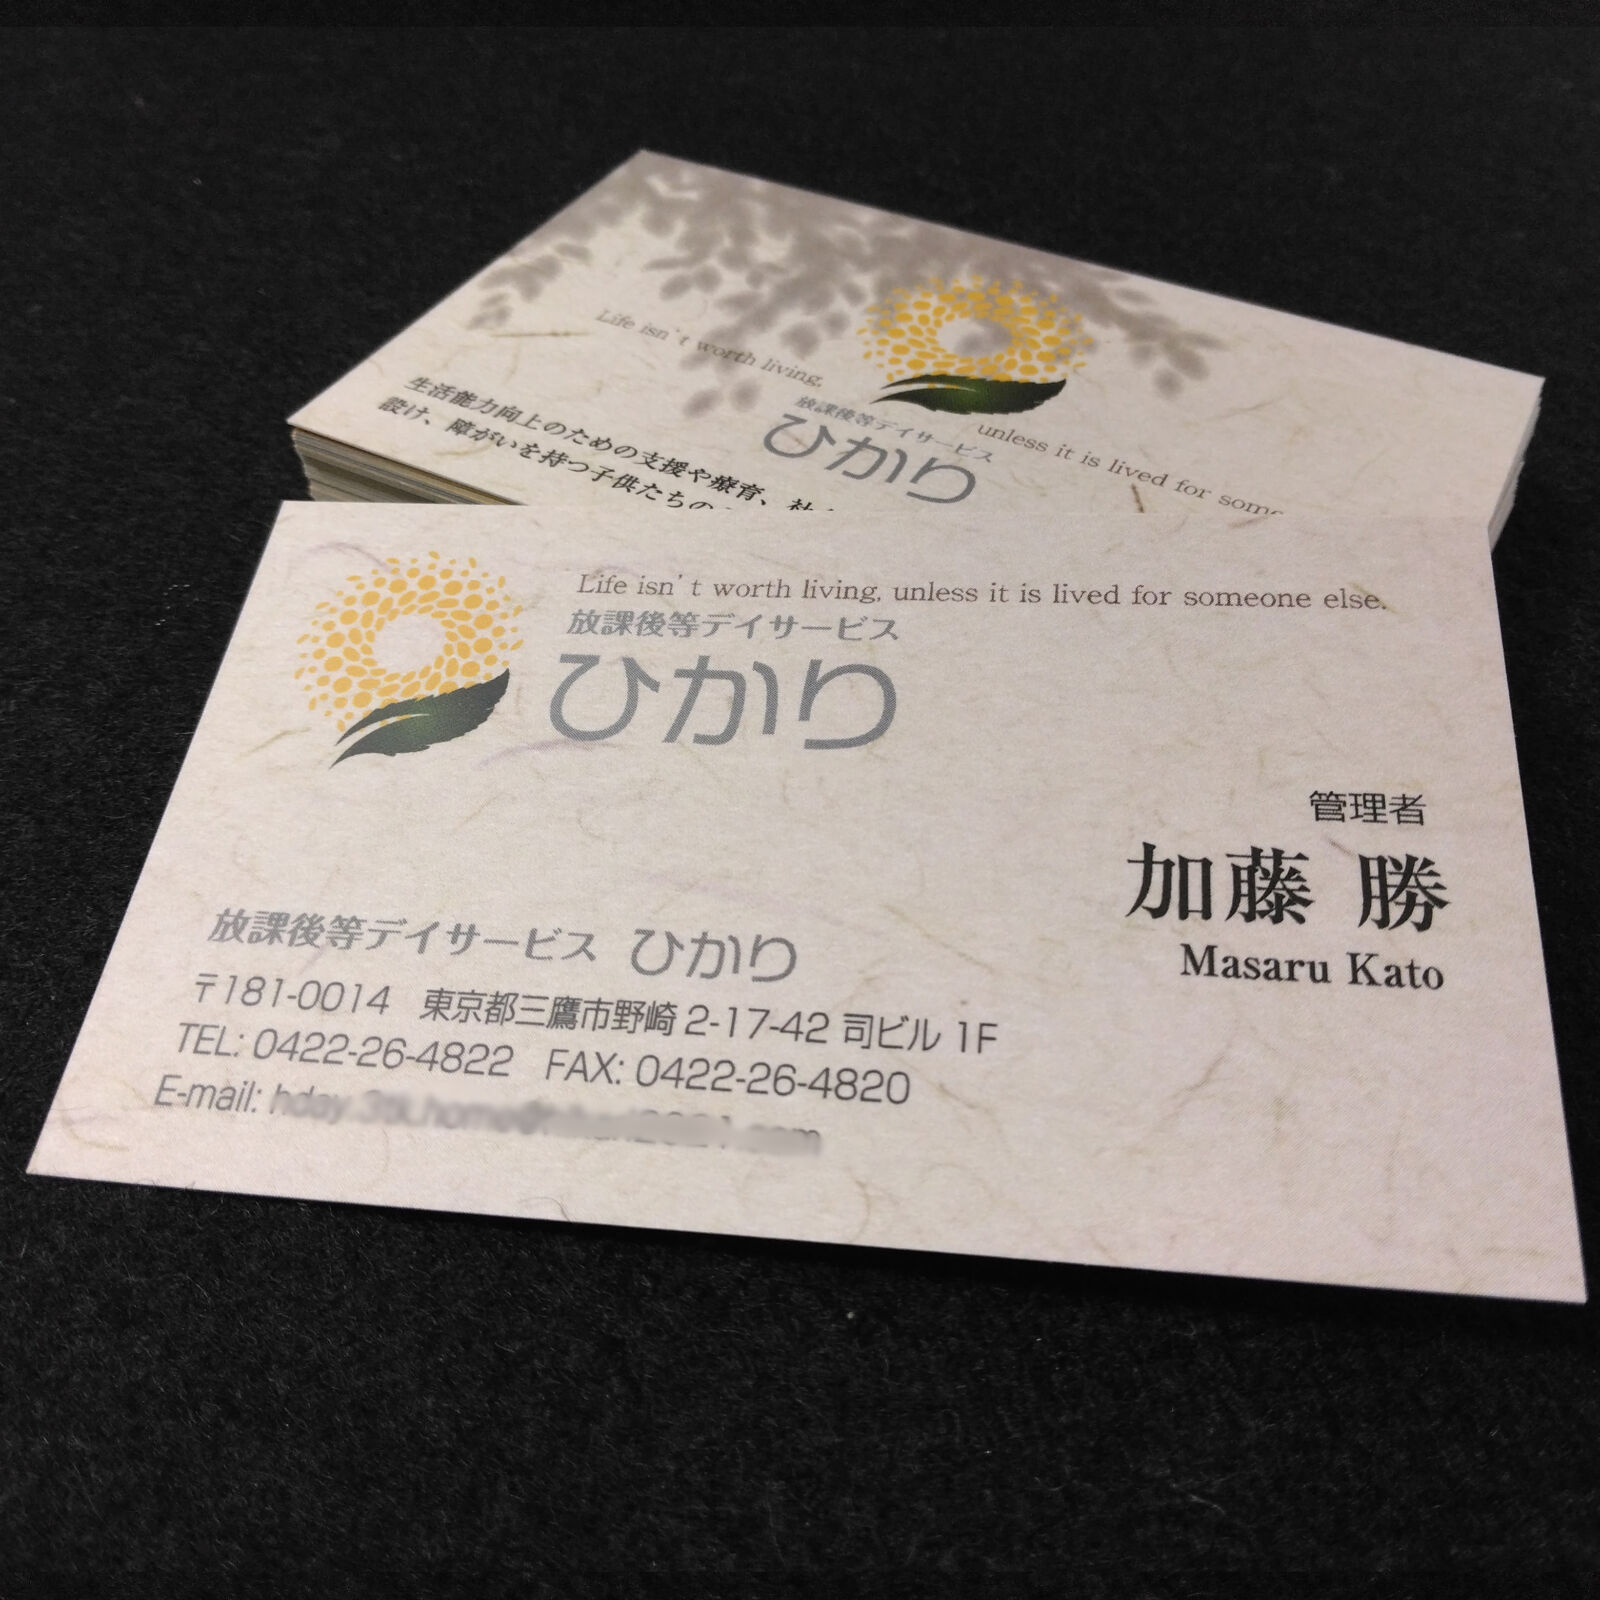 Life isn't worth living,
unless it is lived for some
放課後等デイサービス
ひかり
生活能力向上のための支援や療育、社
設け、障がいを持つ子供たちの
Life isn't worth living, unless it is lived for someone else.
放課後等デイサービス
ひかり
管理者
加藤 勝
Masaru Kato
放課後等デイサービス ひかり
〒181-0014 東京都三鷹市野崎 2-17-42 司ビル 1F
TEL: 0422-26-4822 FAX: 0422-26-4820
E-mail: